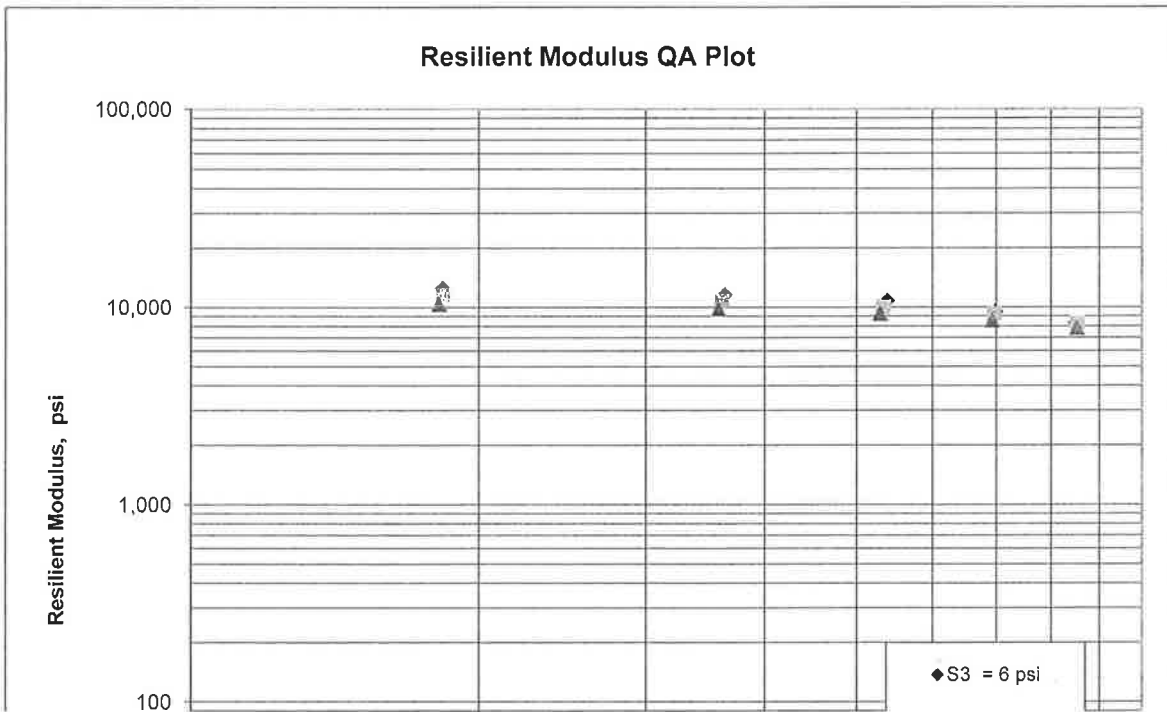 Resilient Modulus QA Plot
100,000
10,000
1,000
100
Resilient Modulus, psi
S3 = 6 psi